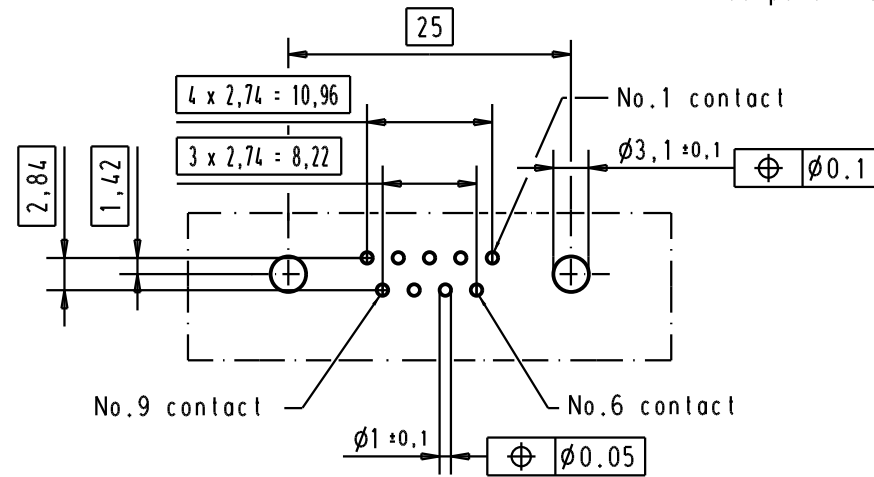 25
4 x 2,74 = 10,96
No.1 contact
3 x 2,74 = 8,22
Ø3,1 ±0,1
⌖ Ø0.1
2,84
1,42
No.9 contact
No.6 contact
Ø1 ±0,1
⌖ Ø0.05